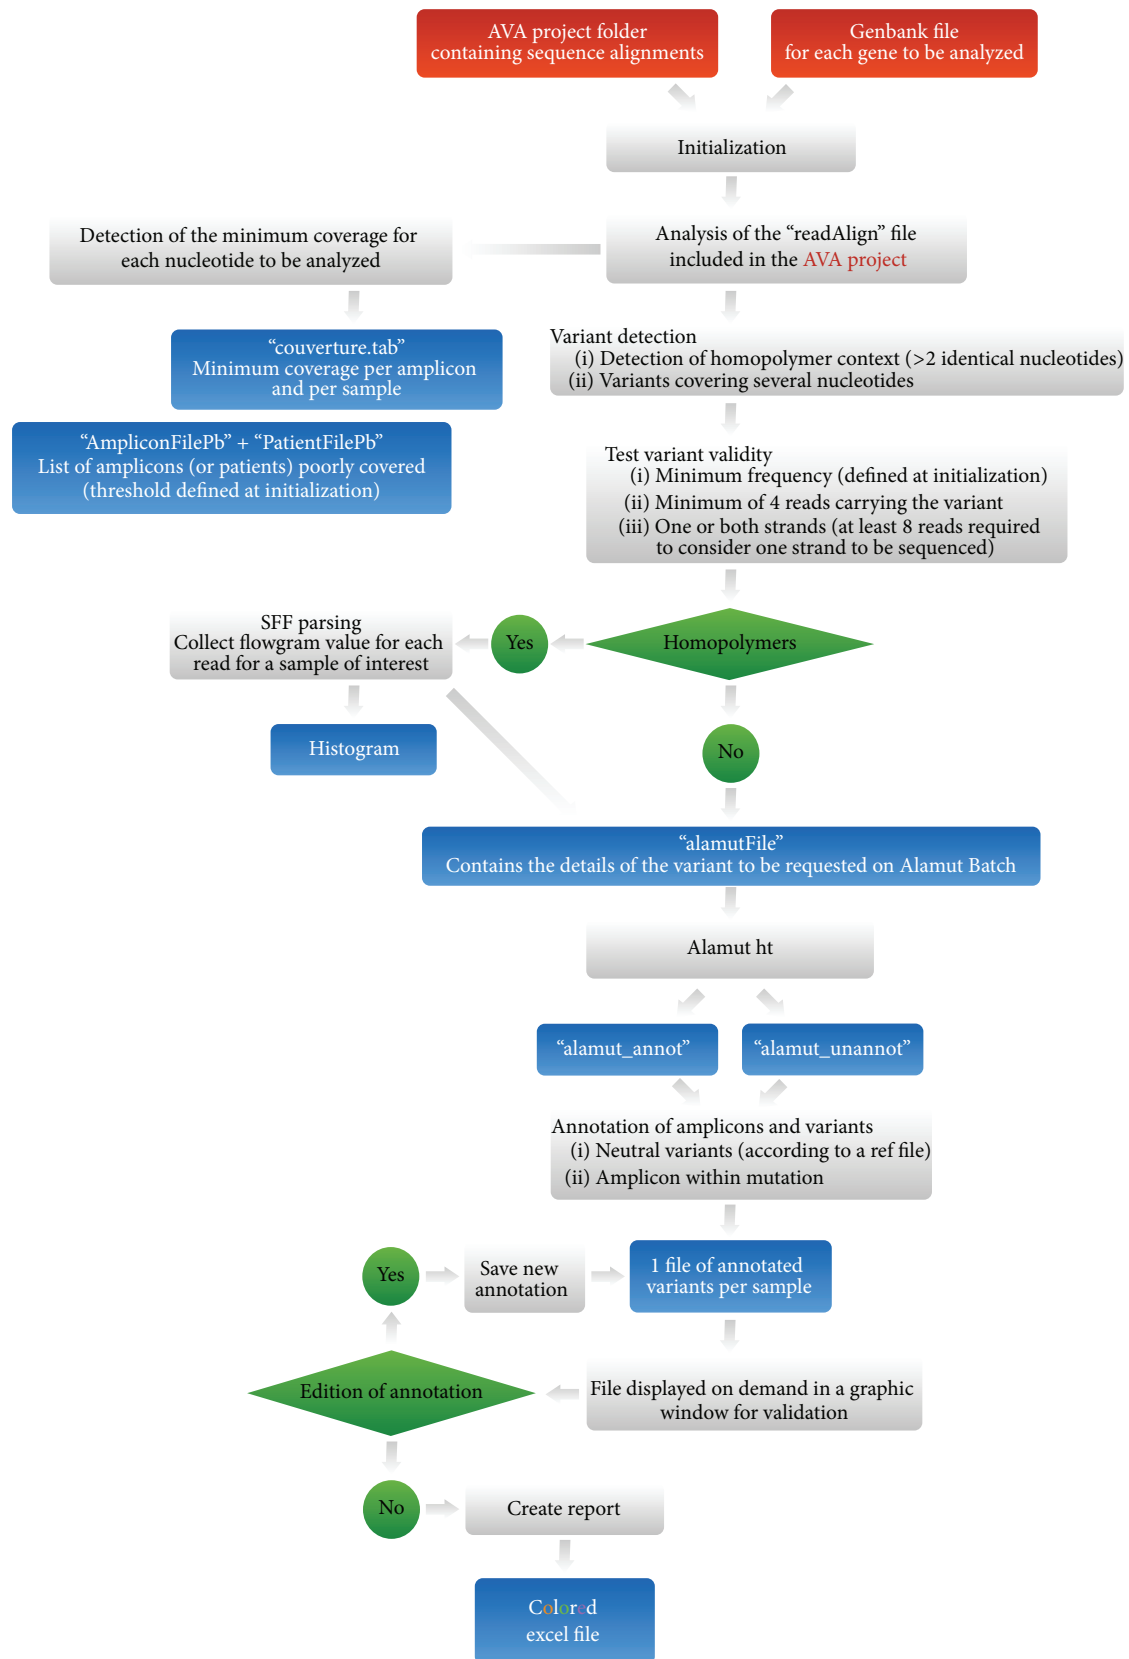 AVA project folder
containing sequence alignments
Genbank file
for each gene to be analyzed
Initialization
Detection of the minimum coverage for
each nucleotide to be analyzed
Analysis of the “readAlign” file
included in the AVA project
“couverture.tab”
Minimum coverage per amplicon
and per sample
Variant detection
(i) Detection of homopolymer context (>2 identical nucleotides)
(ii) Variants covering several nucleotides
“AmpliconFilePb” + “PatientFilePb”
List of amplicons (or patients) poorly covered
(threshold defined at initialization)
Test variant validity
(i) Minimum frequency (defined at initialization)
(ii) Minimum of 4 reads carrying the variant
(iii) One or both strands (at least 8 reads required
to consider one strand to be sequenced)
SFF parsing
Collect flowgram value for each
read for a sample of interest
Yes
Homopolymers
Histogram
No
“alamutFile”
Contains the details of the variant to be requested on Alamut Batch
Alamut ht
“alamut_annot”
“alamut_unannot”
Annotation of amplicons and variants
(i) Neutral variants (according to a ref file)
(ii) Amplicon within mutation
Yes
Save new
annotation
1 file of annotated
variants per sample
Edition of annotation
File displayed on demand in a graphic
window for validation
No
Create report
Colored
excel file